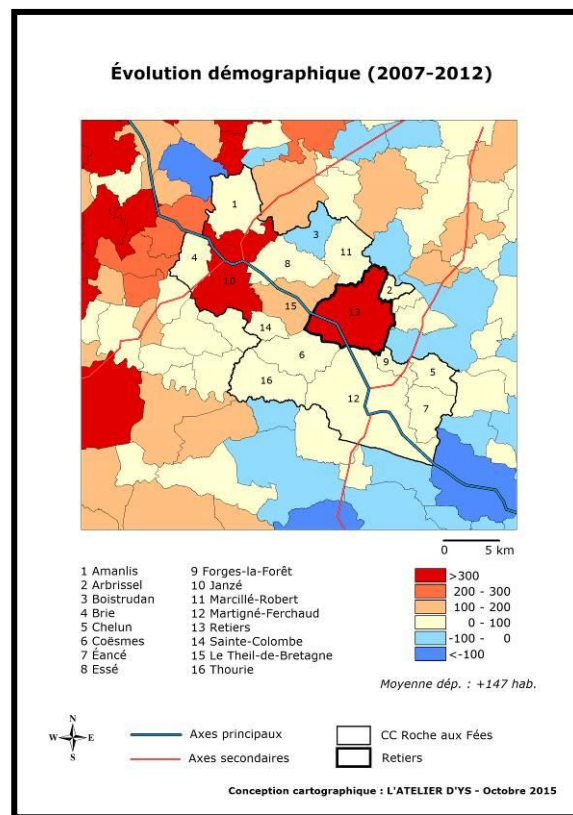 Évolution démographique (2007-2012)
1
3
11
4
8
2
10
15
13
14
9
6
5
16
12
7
0 5 km
1 Amanlis
2 Arbrissel
3 Boistrudan
4 Brie
5 Chelun
6 Coësmes
7 Éancé
8 Essé
9 Forges-la-Forêt
10 Janzé
11 Marcillé-Robert
12 Martigné-Ferchaud
13 Retiers
14 Sainte-Colombe
15 Le Theil-de-Bretagne
16 Thourie
>300
200 - 300
100 - 200
0 - 100
-100 - 0
<-100
Moyenne dép. : +147 hab.
N
W E
S
Axes principaux
Axes secondaires
CC Roche aux Fées
Retiers
Conception cartographique : L'ATELIER D'YS - Octobre 2015